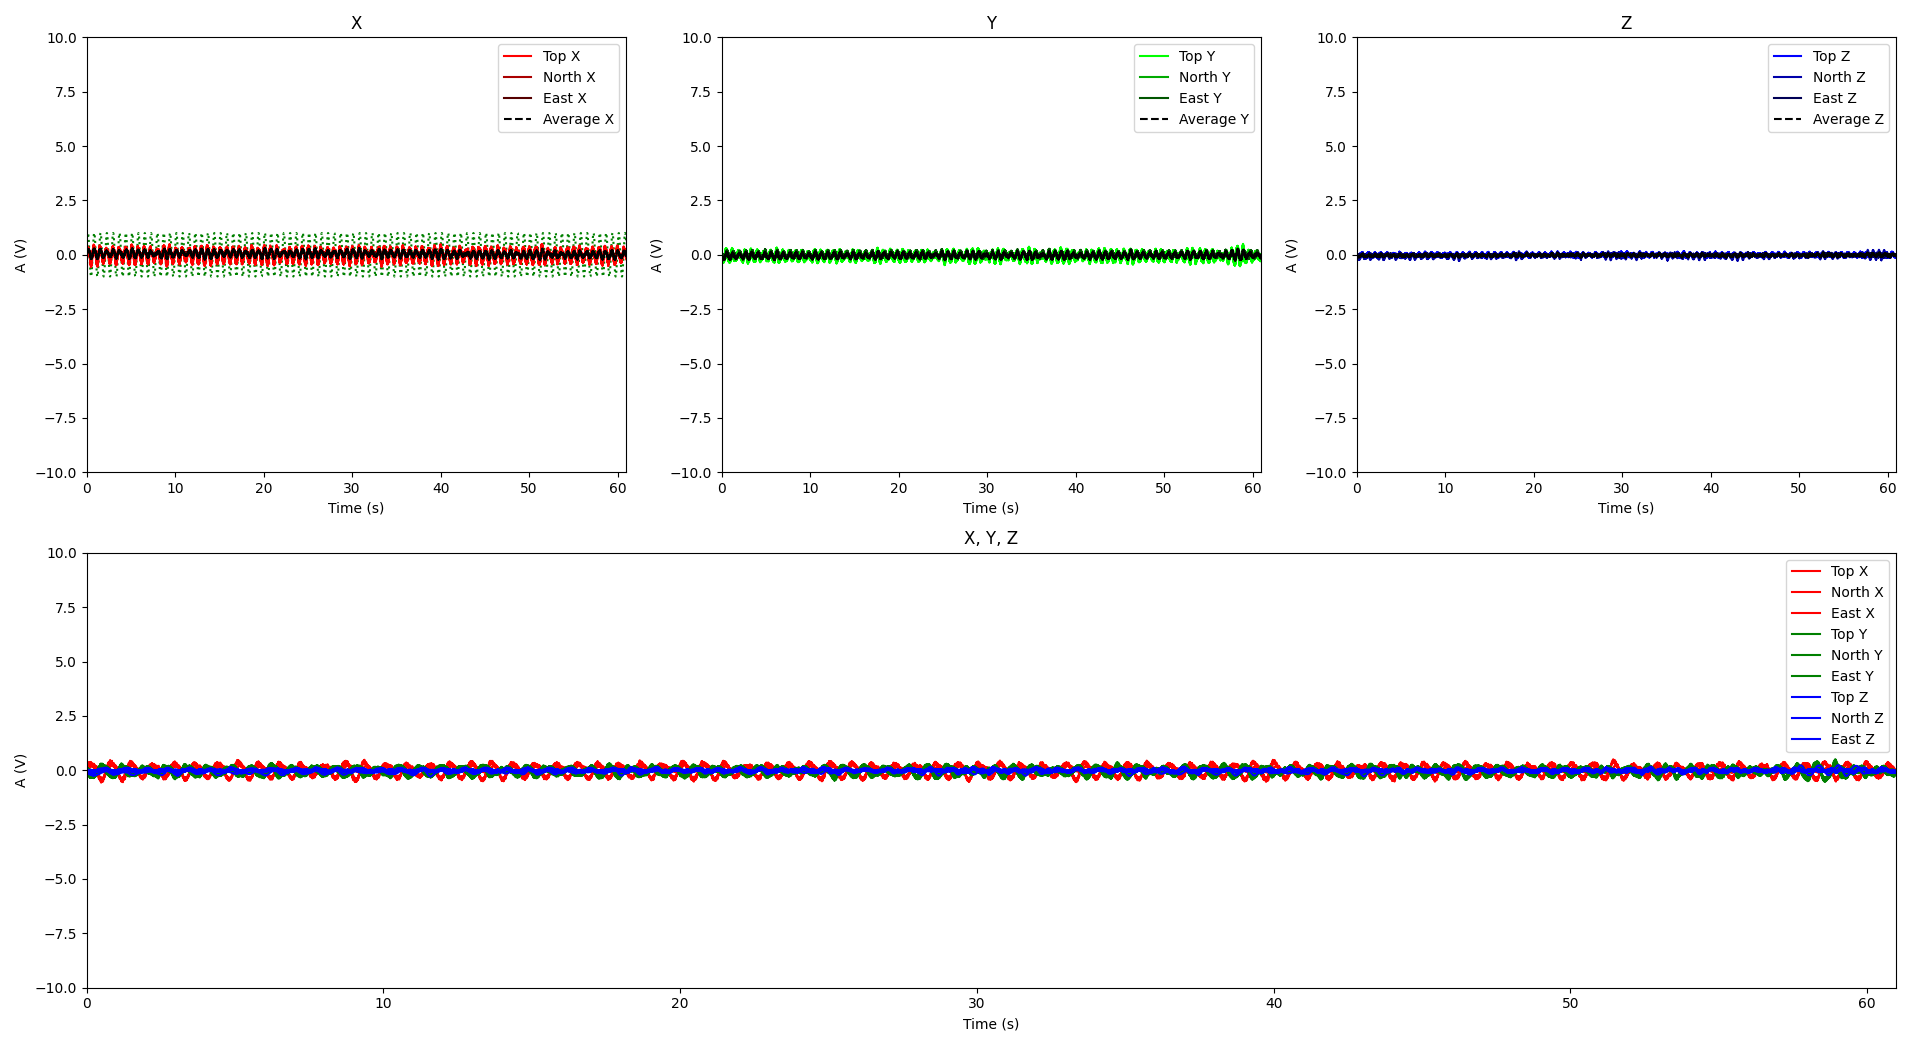 X
10.0
7.5
5.0
2.5
0.0
−2.5
−5.0
−7.5
−10.0
A (V)
0 10 20 30 40 50 60
Time (s)
Top X
North X
East X
Average X
Y
10.0
7.5
5.0
2.5
0.0
−2.5
−5.0
−7.5
−10.0
A (V)
0 10 20 30 40 50 60
Time (s)
Top Y
North Y
East Y
Average Y
Z
10.0
7.5
5.0
2.5
0.0
−2.5
−5.0
−7.5
−10.0
A (V)
0 10 20 30 40 50 60
Time (s)
Top Z
North Z
East Z
Average Z
X, Y, Z
10.0
7.5
5.0
2.5
0.0
−2.5
−5.0
−7.5
−10.0
A (V)
0 10 20 30 40 50 60
Time (s)
Top X
North X
East X
Top Y
North Y
East Y
Top Z
North Z
East Z